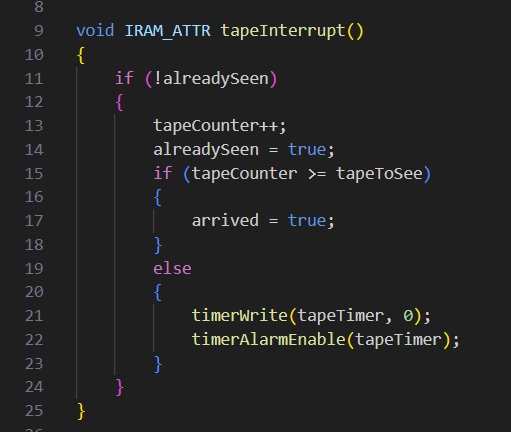 8
9 void IRAM_ATTR tapeInterrupt()
10 {
11     if (!alreadySeen)
12     {
13         tapeCounter++;
14         alreadySeen = true;
15         if (tapeCounter >= tapeToSee)
16         {
17             arrived = true;
18         }
19         else
20         {
21             timerWrite(tapeTimer, 0);
22             timerAlarmEnable(tapeTimer);
23         }
24     }
25 }
26